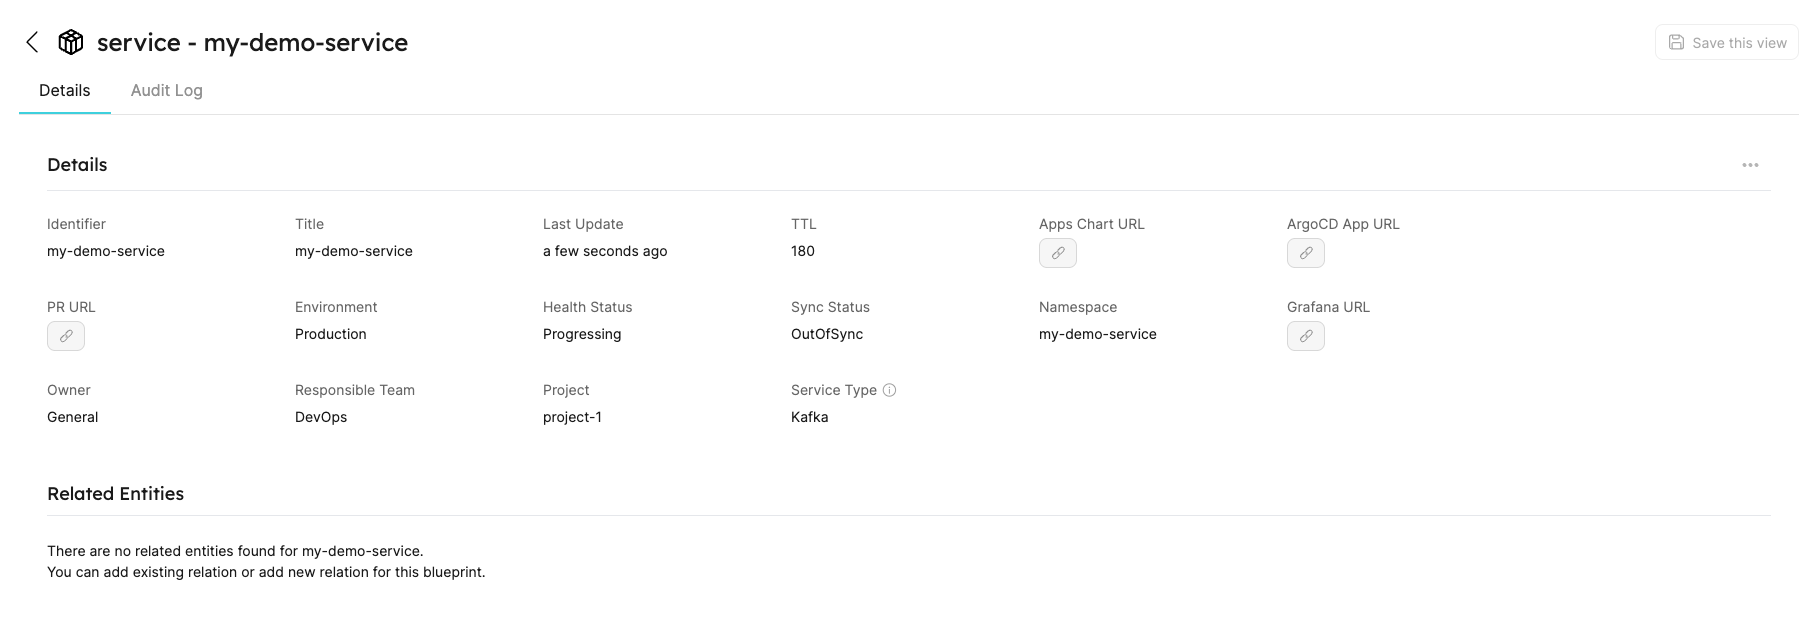 service - my-demo-service
Save this view
Details
Audit Log
Details
Identifier
my-demo-service
Title
my-demo-service
Last Update
a few seconds ago
TTL
180
Apps Chart URL
ArgoCD App URL
PR URL
Environment
Production
Health Status
Progressing
Sync Status
OutOfSync
Namespace
my-demo-service
Grafana URL
Owner
General
Responsible Team
DevOps
Project
project-1
Service Type
Kafka
Related Entities
There are no related entities found for my-demo-service.
You can add existing relation or add new relation for this blueprint.